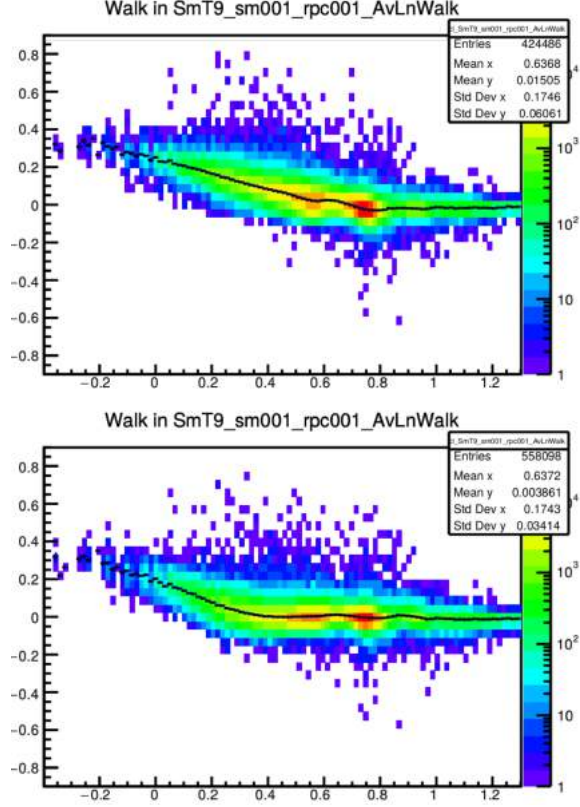 Walk in SmT9_sm001_rpc001_AvLnWalk
d_SmT9_sm001_rpc001_AvLnWalk
Entries 424486
Mean x 0.6368
Mean y 0.01505
Std Dev x 0.1746
Std Dev y 0.06061
0.8
0.6
0.4
0.2
0
−0.2
−0.4
−0.6
−0.8
−0.2 0 0.2 0.4 0.6 0.8 1 1.2
10⁴
10³
10²
10
1
Walk in SmT9_sm001_rpc001_AvLnWalk
d_SmT9_sm001_rpc001_AvLnWalk
Entries 558098
Mean x 0.6372
Mean y 0.003861
Std Dev x 0.1743
Std Dev y 0.03414
0.8
0.6
0.4
0.2
0
−0.2
−0.4
−0.6
−0.8
−0.2 0 0.2 0.4 0.6 0.8 1 1.2
10³
10²
10
1